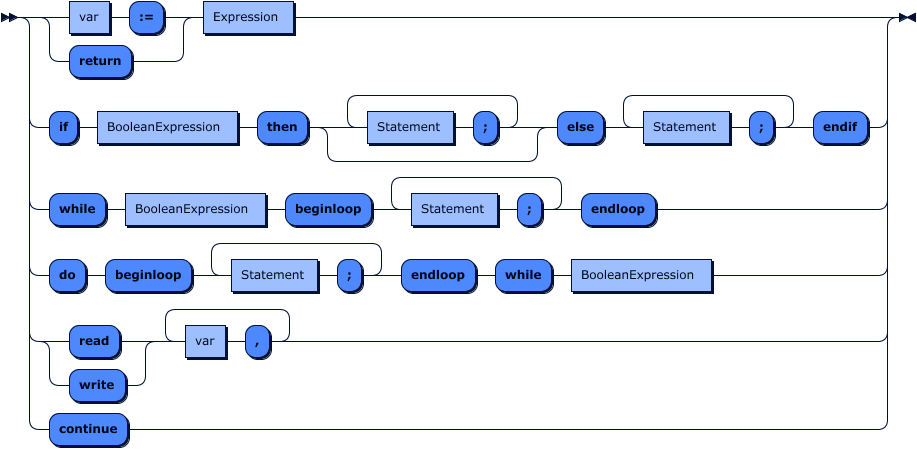 var := Expression
return
if BooleanExpression then Statement ; else Statement ; endif
while BooleanExpression beginloop Statement ; endloop
do beginloop Statement ; endloop while BooleanExpression
read var ,
write
continue